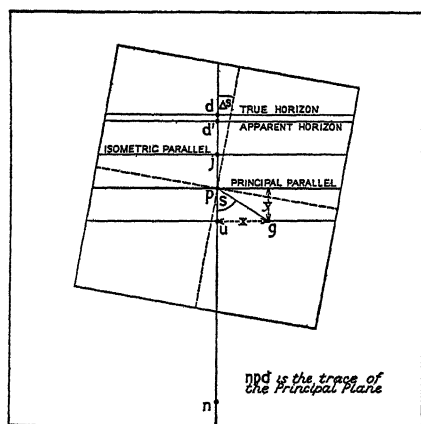 ΔS
d
TRUE HORIZON
d'
APPARENT HORIZON
ISOMETRIC PARALLEL
j
PRINCIPAL PARALLEL
p
S
y
x
u
g
npd is the trace of
the Principal Plane
n